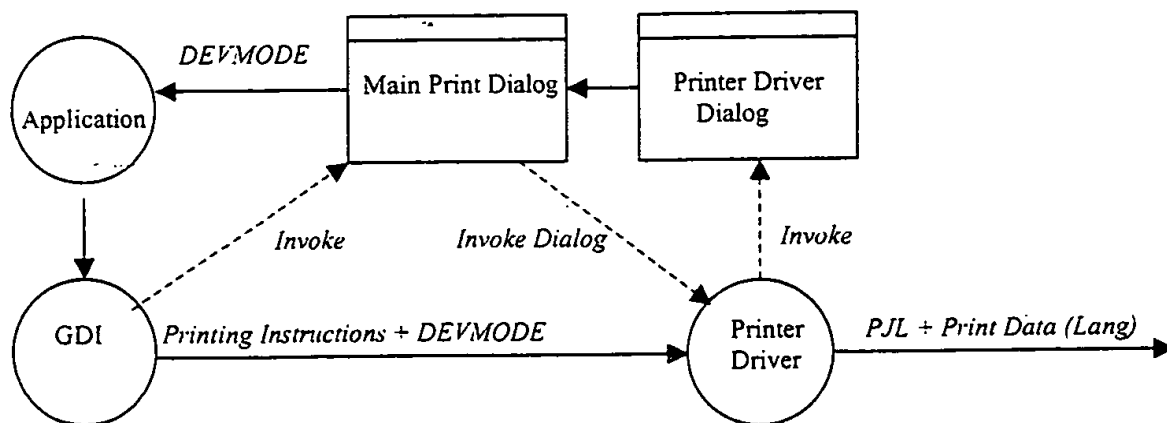 DEVMODE
Main Print Dialog
Printer Driver
Dialog
Application
Invoke
Invoke Dialog
Invoke
GDI
Printing Instructions + DEVMODE
Printer
Driver
PJL + Print Data (Lang)